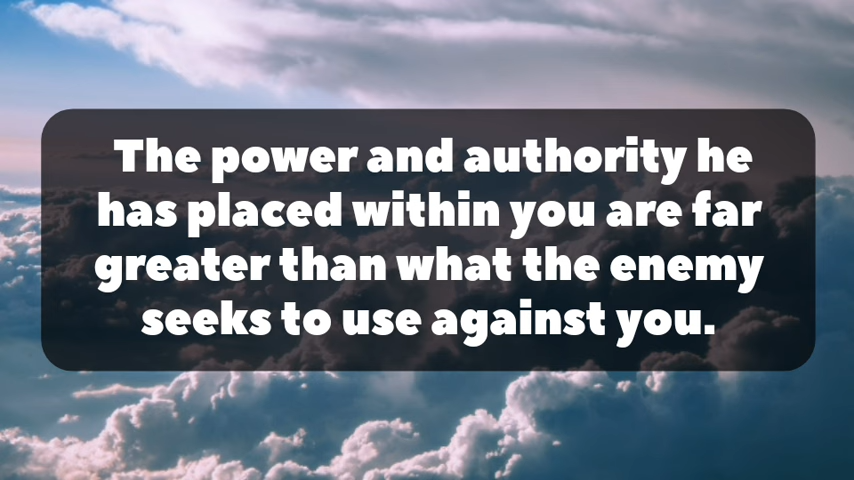 The power and authority he
has placed within you are far
greater than what the enemy
seeks to use against you.